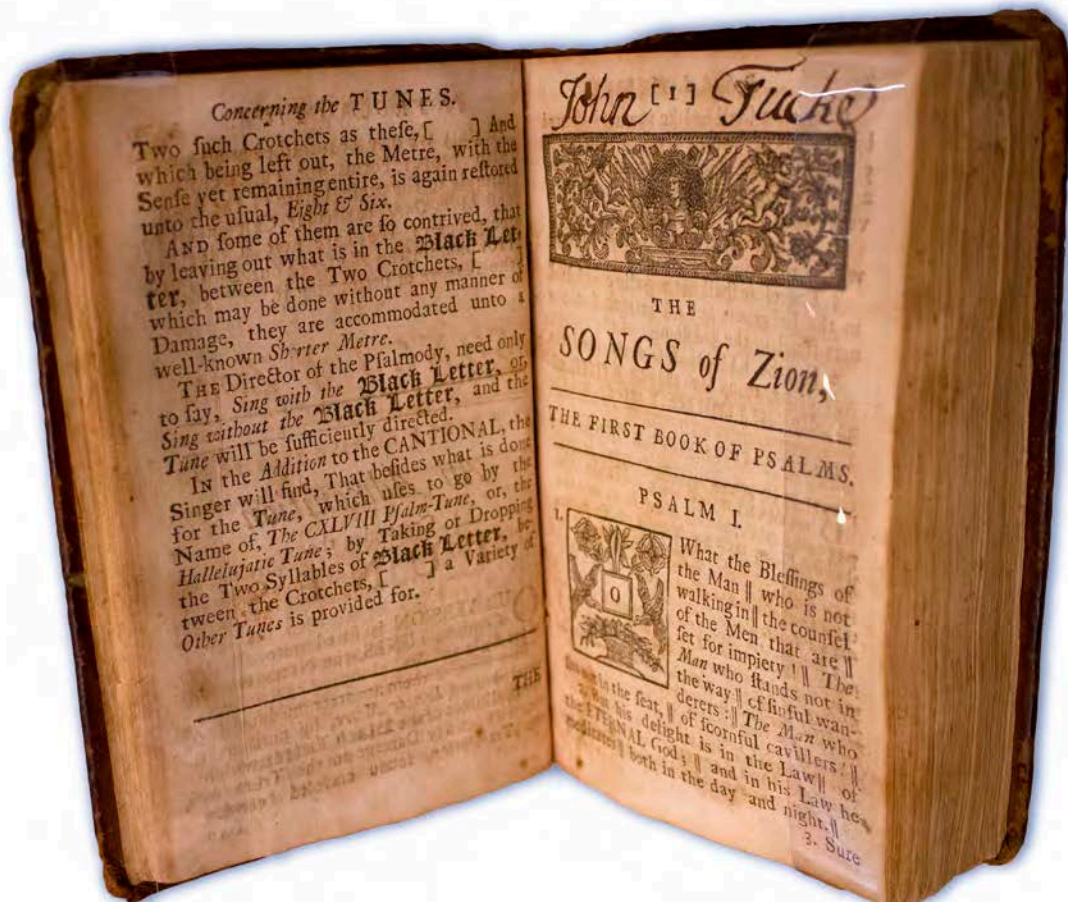 Concerning the TUNES.
Two ſuch Crotchets as theſe, [ ] And
which being left out, the Metre, with the
Senſe yet remaining entire, is again reſtored
unto the uſual, Eight & Six.
AND ſome of them are ſo contrived, that
by leaving out what is in the Black Let-
ter, between the Two Crotchets, [ ]
which may be done without any manner of
Damage, they are accommodated unto a
well-known Shorter Metre.
THE Director of the Pſalmody, need only
to ſay, Sing with the Black Letter, or,
Sing without the Black Letter, and the
Tune will be ſufficiently directed.
IN the Addition to the CANTIONAL, the
Singer will find, That beſides what is done
for the Tune, which uſes to go by the
Name of, The CXLVIII Pſalm-Tune, or, the
Hallelujatic Tune; by Taking or Dropping
the Two Syllables of Black Letter, be-
tween the Crotchets, [ ] a Variety of
Other Tunes is provided for.
THE
John [1] Tucke
THE
SONGS of Zion,
THE FIRST BOOK OF PSALMS.
PSALM I.
1.
O
What the Bleſſings of
the Man || who is not
walking in || the counſel
of the Men that are ||
ſet for impiety! || The
Man who ſtands not in
the way || of ſinful wan-
derers: || The Man who
in the ſeat, || of ſcornful cavillers! ||
2. But his delight is in the Law || of
the ETERNAL God; || and in his Law he
meditates || both in the day and night. ||
3. Sure